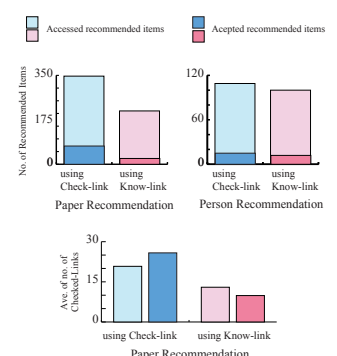 Accessed recommended items
Acepted recommended items
No. of Recommended Items
350
175
0
using
Check-link
using
Know-link
Paper Recommendation
120
60
0
using
Check-link
using
Know-link
Person Recommendation
Ave. of no. of
Checked-Links
30
15
0
using Check-link
using Know-link
Paper Recommendation